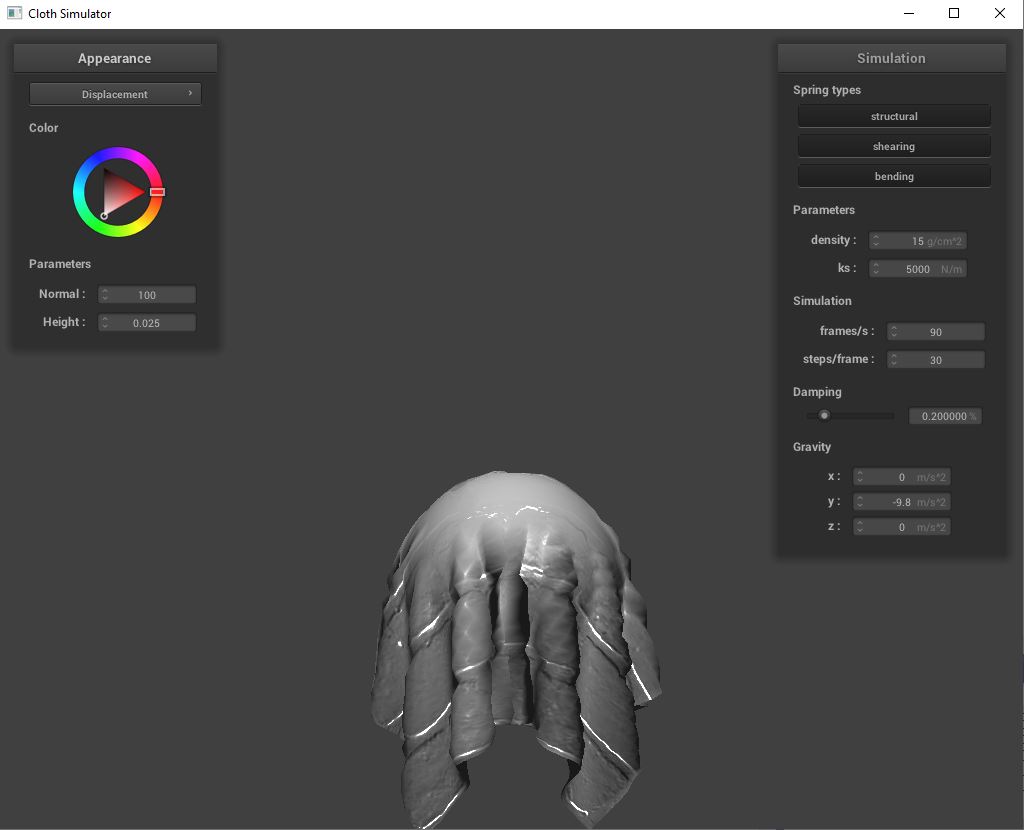 Cloth Simulator
Appearance
Displacement
Color
Parameters
Normal : 100
Height : 0.025
Simulation
Spring types
structural
shearing
bending
Parameters
density : 15 g/cm^2
ks : 5000 N/m
Simulation
frames/s : 90
steps/frame : 30
Damping
0.200000 %
Gravity
x : 0 m/s^2
y : -9.8 m/s^2
z : 0 m/s^2